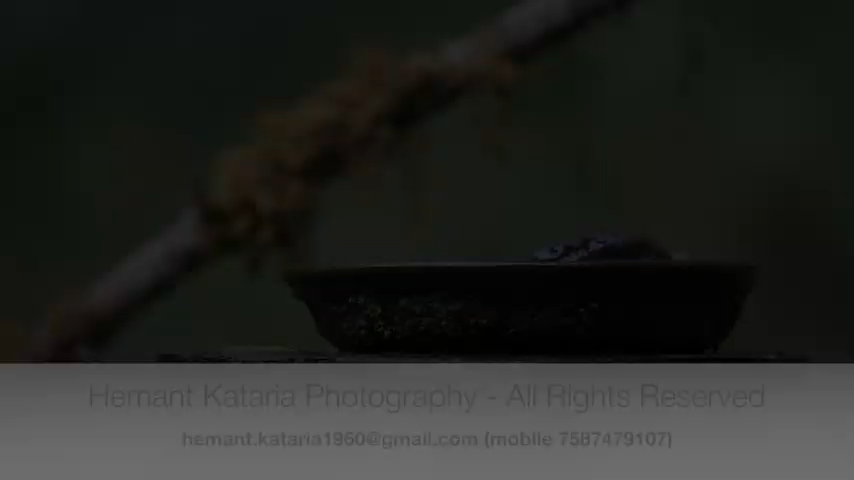 Hemant Kataria Photography - All Rights Reserved
hemant.kataria1960@gmail.com (mobile 7587479107)